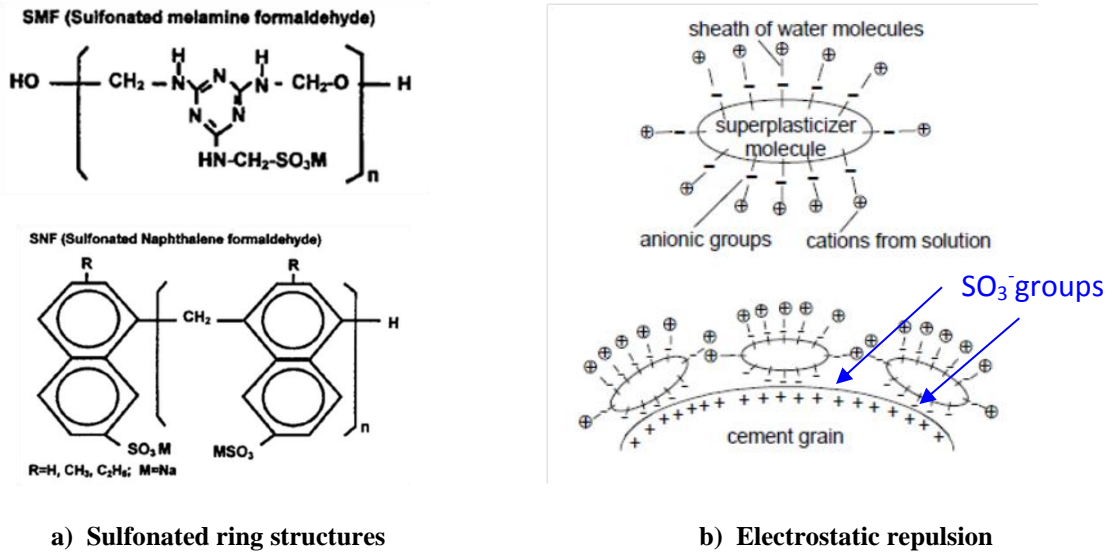 SMF (Sulfonated melamine formaldehyde)
H H
HO CH₂ – N N N – CH₂-O H
N N
HN-CH₂-SO₃M
n
SNF (Sulfonated Naphthalene formaldehyde)
R R
CH₂ H
SO₃M MSO₃ n
R=H, CH₃, C₂H₅; M=Na
a) Sulfonated ring structures
sheath of water molecules
superplasticizer
molecule
anionic groups cations from solution
SO₃⁻groups
cement grain
b) Electrostatic repulsion